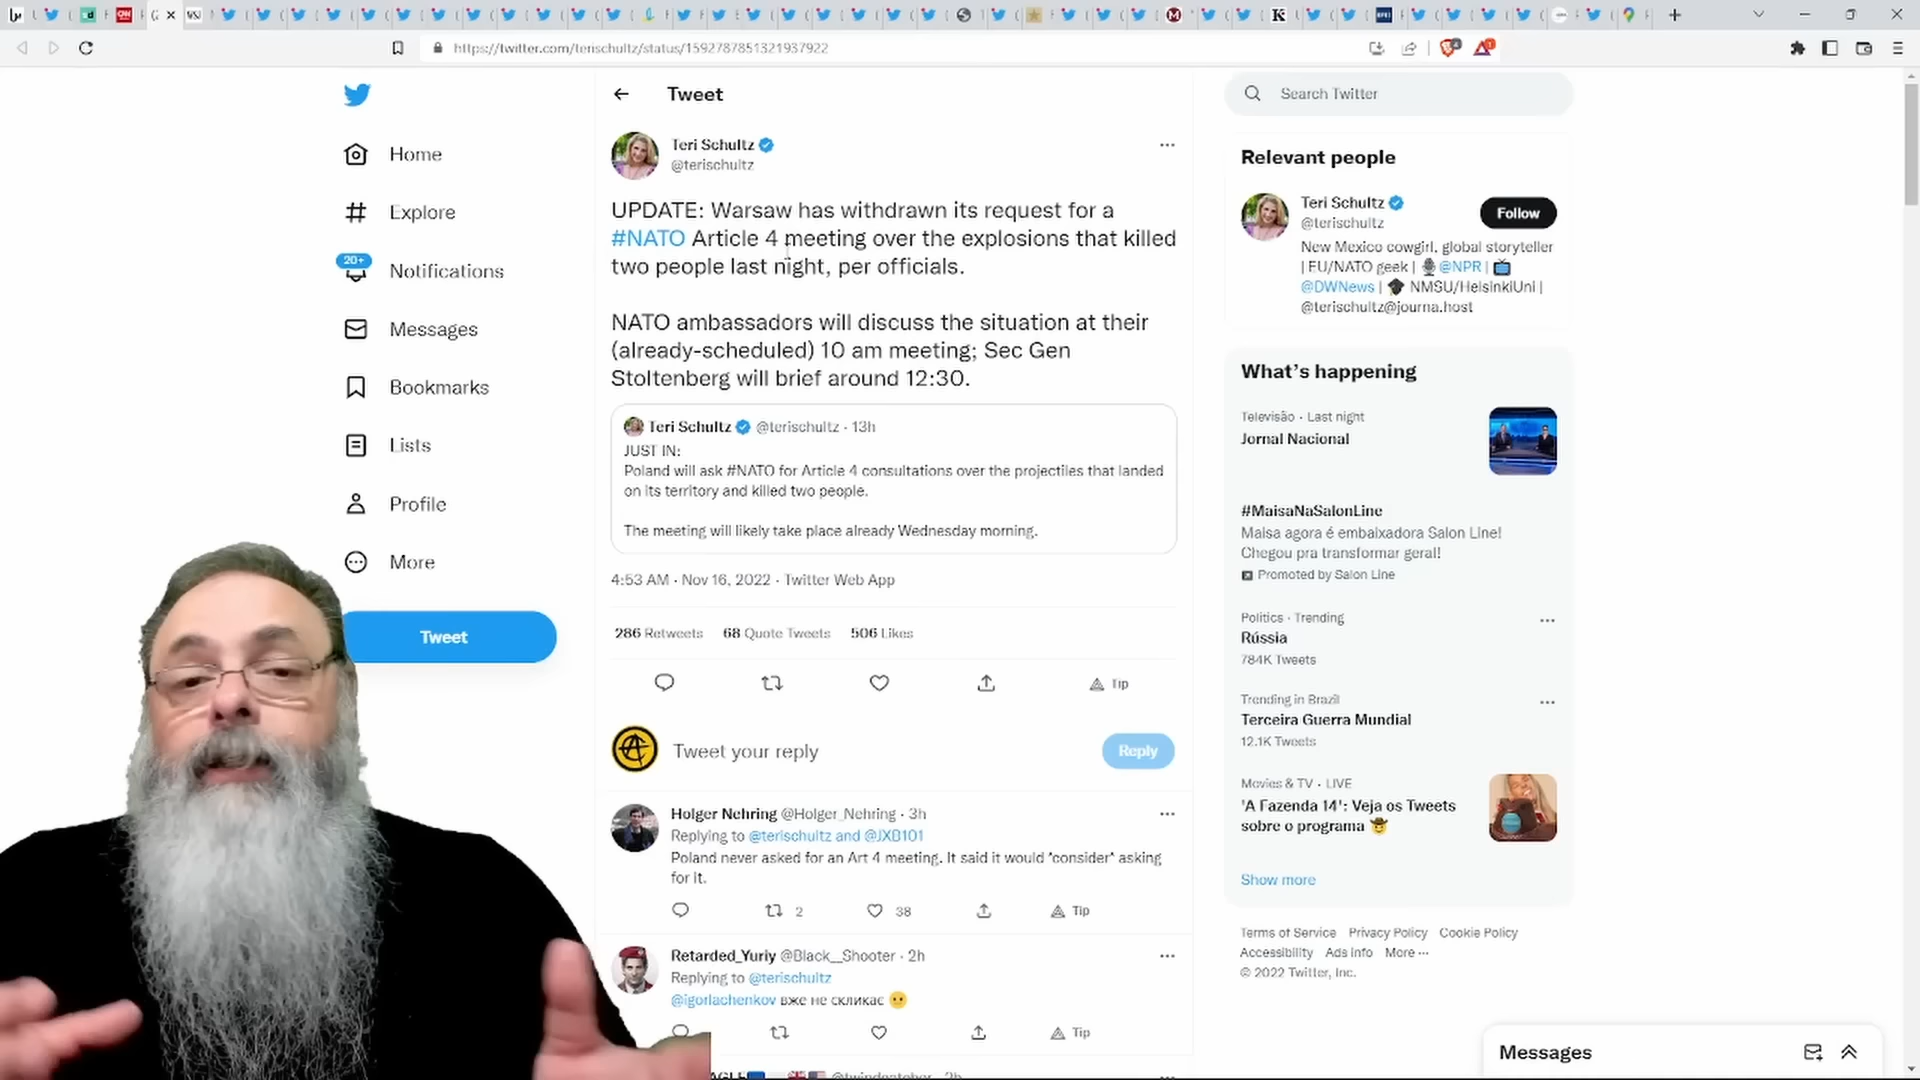 https://twitter.com/terischultz/status/1592787851321937922
Home
Explore
20+
Notifications
Messages
Bookmarks
Lists
Profile
More
Tweet
Tweet
Teri Schultz
@terischultz
UPDATE: Warsaw has withdrawn its request for a
#NATO Article 4 meeting over the explosions that killed
two people last night, per officials.
NATO ambassadors will discuss the situation at their
(already-scheduled) 10 am meeting; Sec Gen
Stoltenberg will brief around 12:30.
Teri Schultz @terischultz · 13h
JUST IN:
Poland will ask #NATO for Article 4 consultations over the projectiles that landed
on its territory and killed two people.
The meeting will likely take place already Wednesday morning.
4:53 AM · Nov 16, 2022 · Twitter Web App
286 Retweets 68 Quote Tweets 506 Likes
Tip
Tweet your reply
Reply
Holger Nehring @Holger_Nehring · 3h
Replying to @terischultz and @JXB101
Poland never asked for an Art 4 meeting. It said it would *consider* asking
for it.
2 38 Tip
Retarded_Yuriy @Black__Shooter · 2h
Replying to @terischultz
@igorlachenkov вже не скликає
Tip
Search Twitter
Relevant people
Teri Schultz
@terischultz
Follow
New Mexico cowgirl, global storyteller
| EU/NATO geek | @NPR |
@DWNews | NMSU/HelsinkiUni |
@terischultz@journa.host
What's happening
Televisão · Last night
Jornal Nacional
#MaisaNaSalonLine
Maisa agora é embaixadora Salon Line!
Chegou pra transformar geral!
Promoted by Salon Line
Politics · Trending
Rússia
784K Tweets
Trending in Brazil
Terceira Guerra Mundial
12.1K Tweets
Movies & TV · LIVE
'A Fazenda 14': Veja os Tweets
sobre o programa
Show more
Terms of Service Privacy Policy Cookie Policy
Accessibility Ads info More ···
© 2022 Twitter, Inc.
Messages